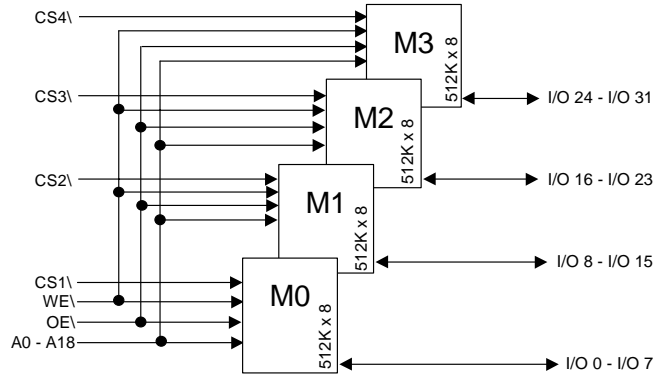 CS4\
M3
512K x 8
I/O 24 - I/O 31
CS3\
M2
512K x 8
I/O 16 - I/O 23
CS2\
M1
512K x 8
I/O 8 - I/O 15
CS1\
M0
WE\
OE\
A0 - A18
512K x 8
I/O 0 - I/O 7